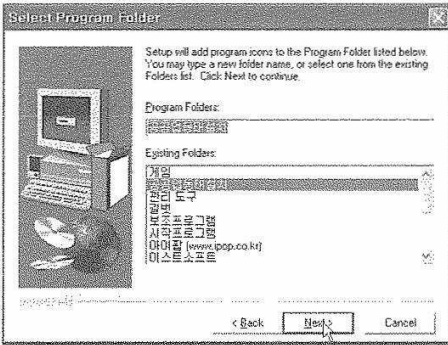 Select Program Folder
Setup will add program icons to the Program Folder listed below.
You may type a new folder name, or select one from the existing
Folders list. Click Next to continue.
Program Folders:
Existing Folders:
게임
관리 도구
보조프로그램
시작프로그램
아이팝 (www.ipop.co.kr)
이스트소프트
< Back
Next >
Cancel